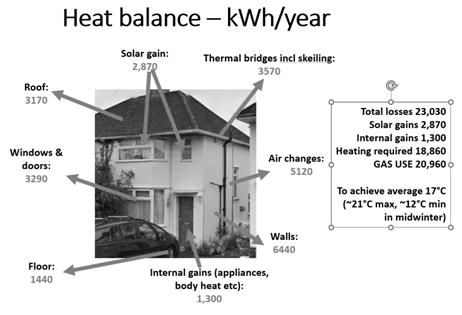 Heat balance – kWh/year
Solar gain:
2,870
Thermal bridges incl skeiling:
3570
Roof:
3170
Windows &
doors:
3290
Air changes:
5120
Walls:
6440
Floor:
1440
Internal gains (appliances,
body heat etc):
1,300
Total losses 23,030
Solar gains 2,870
Internal gains 1,300
Heating required 18,860
GAS USE 20,960
To achieve average 17°C
(~21°C max, ~12°C min
in midwinter)